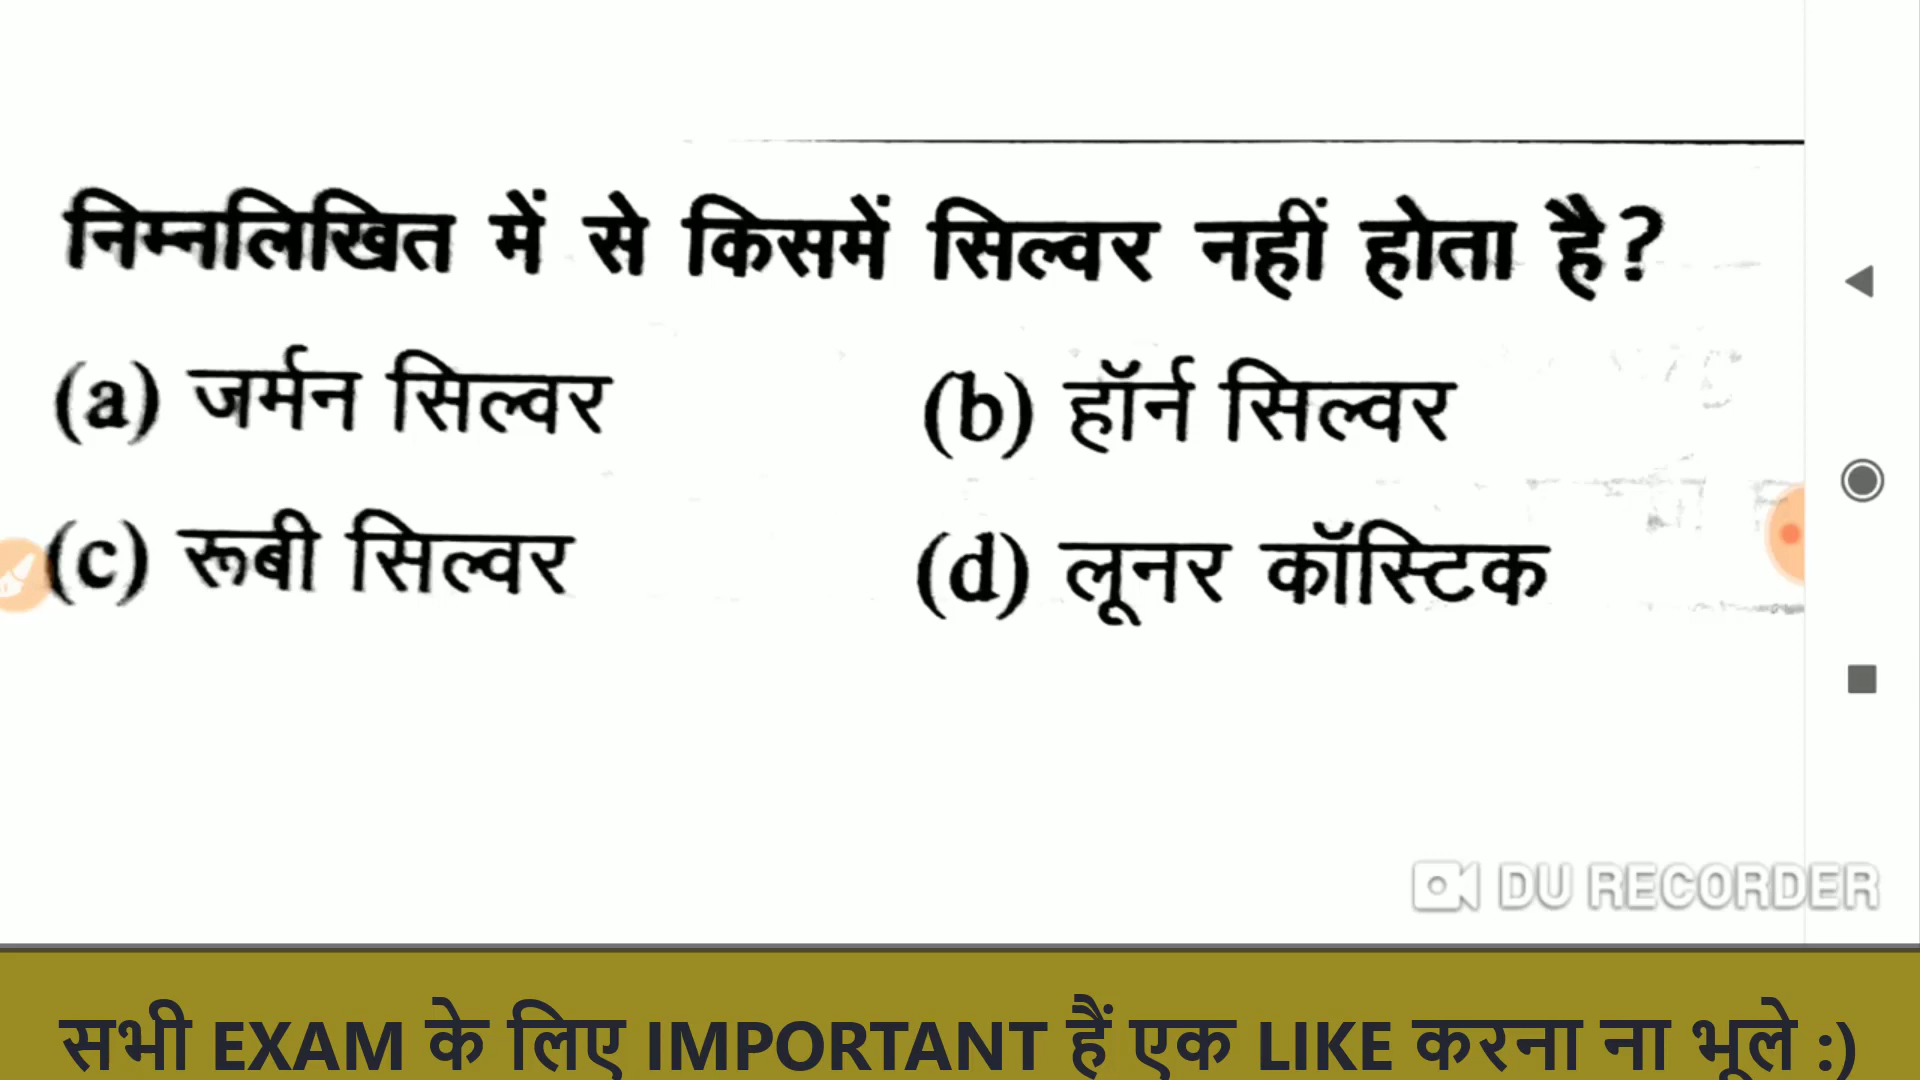 निम्नलिखित में से किसमें सिल्वर नहीं होता है?
(a) जर्मन सिल्वर (b) हॉर्न सिल्वर
(c) रूबी सिल्वर (d) लूनर कॉस्टिक
DU RECORDER
सभी EXAM के लिए IMPORTANT हैं एक LIKE करना ना भूले :)